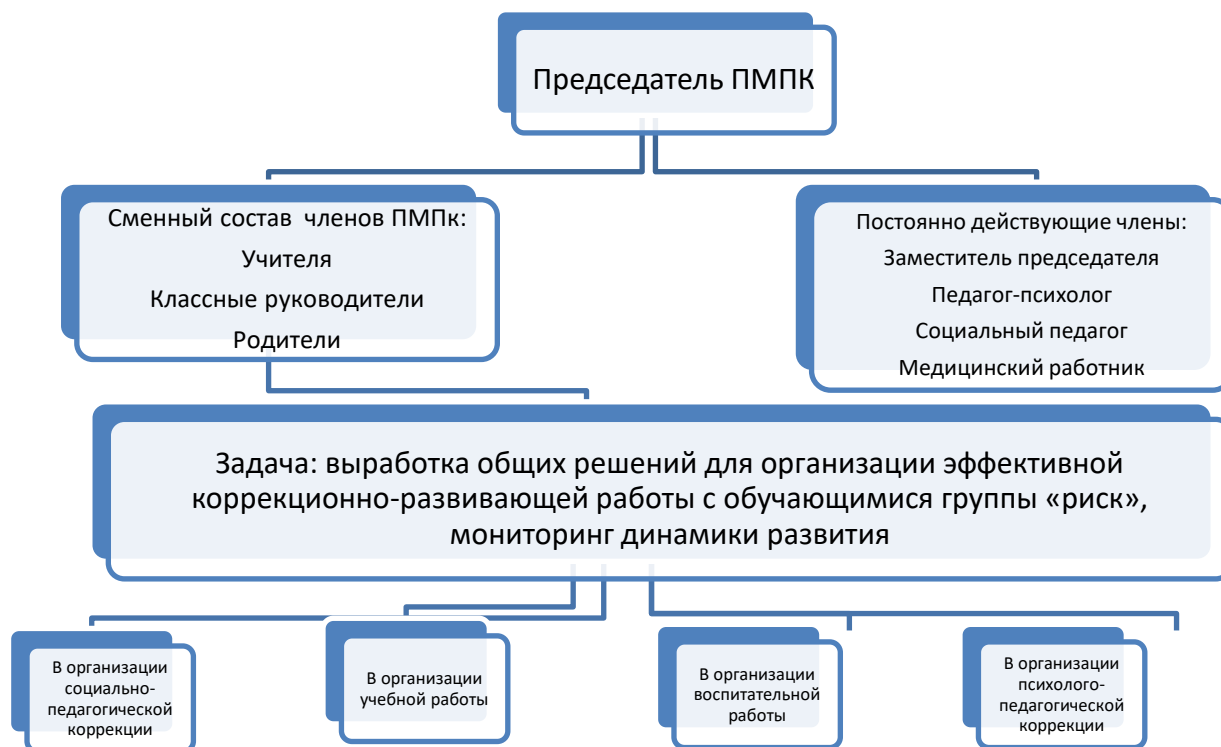 Председатель ПМПК
Сменный состав членов ПМПк:
Учителя
Классные руководители
Родители
Постоянно действующие члены:
Заместитель председателя
Педагог-психолог
Социальный педагог
Медицинский работник
Задача: выработка общих решений для организации эффективной
коррекционно-развивающей работы с обучающимися группы «риск»,
мониторинг динамики развития
В организации
социально-
педагогической
коррекции
В организации
учебной работы
В организации
воспитательной
работы
В организации
психолого-
педагогической
коррекции